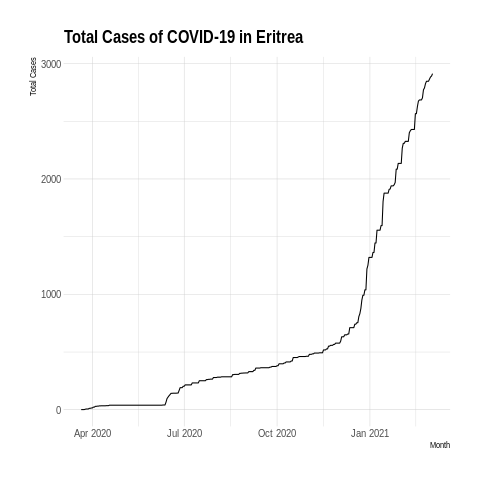 Total Cases of COVID-19 in Eritrea
Total Cases
3000
2000
1000
0
Apr 2020 Jul 2020 Oct 2020 Jan 2021
Month